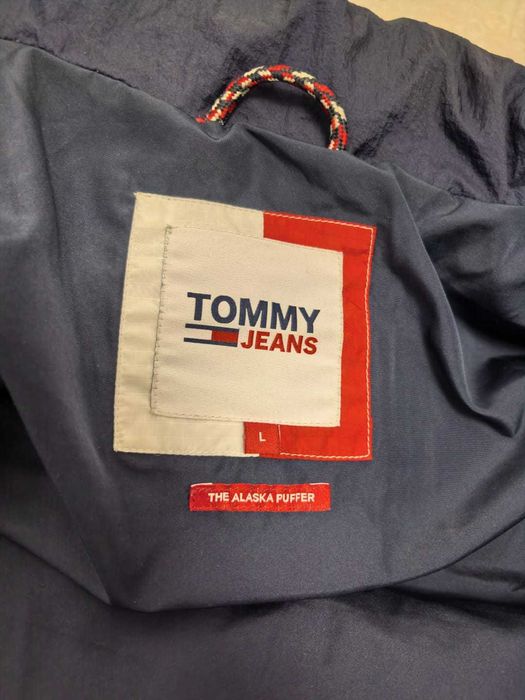 TOMMY
JEANS
L
THE ALASKA PUFFER